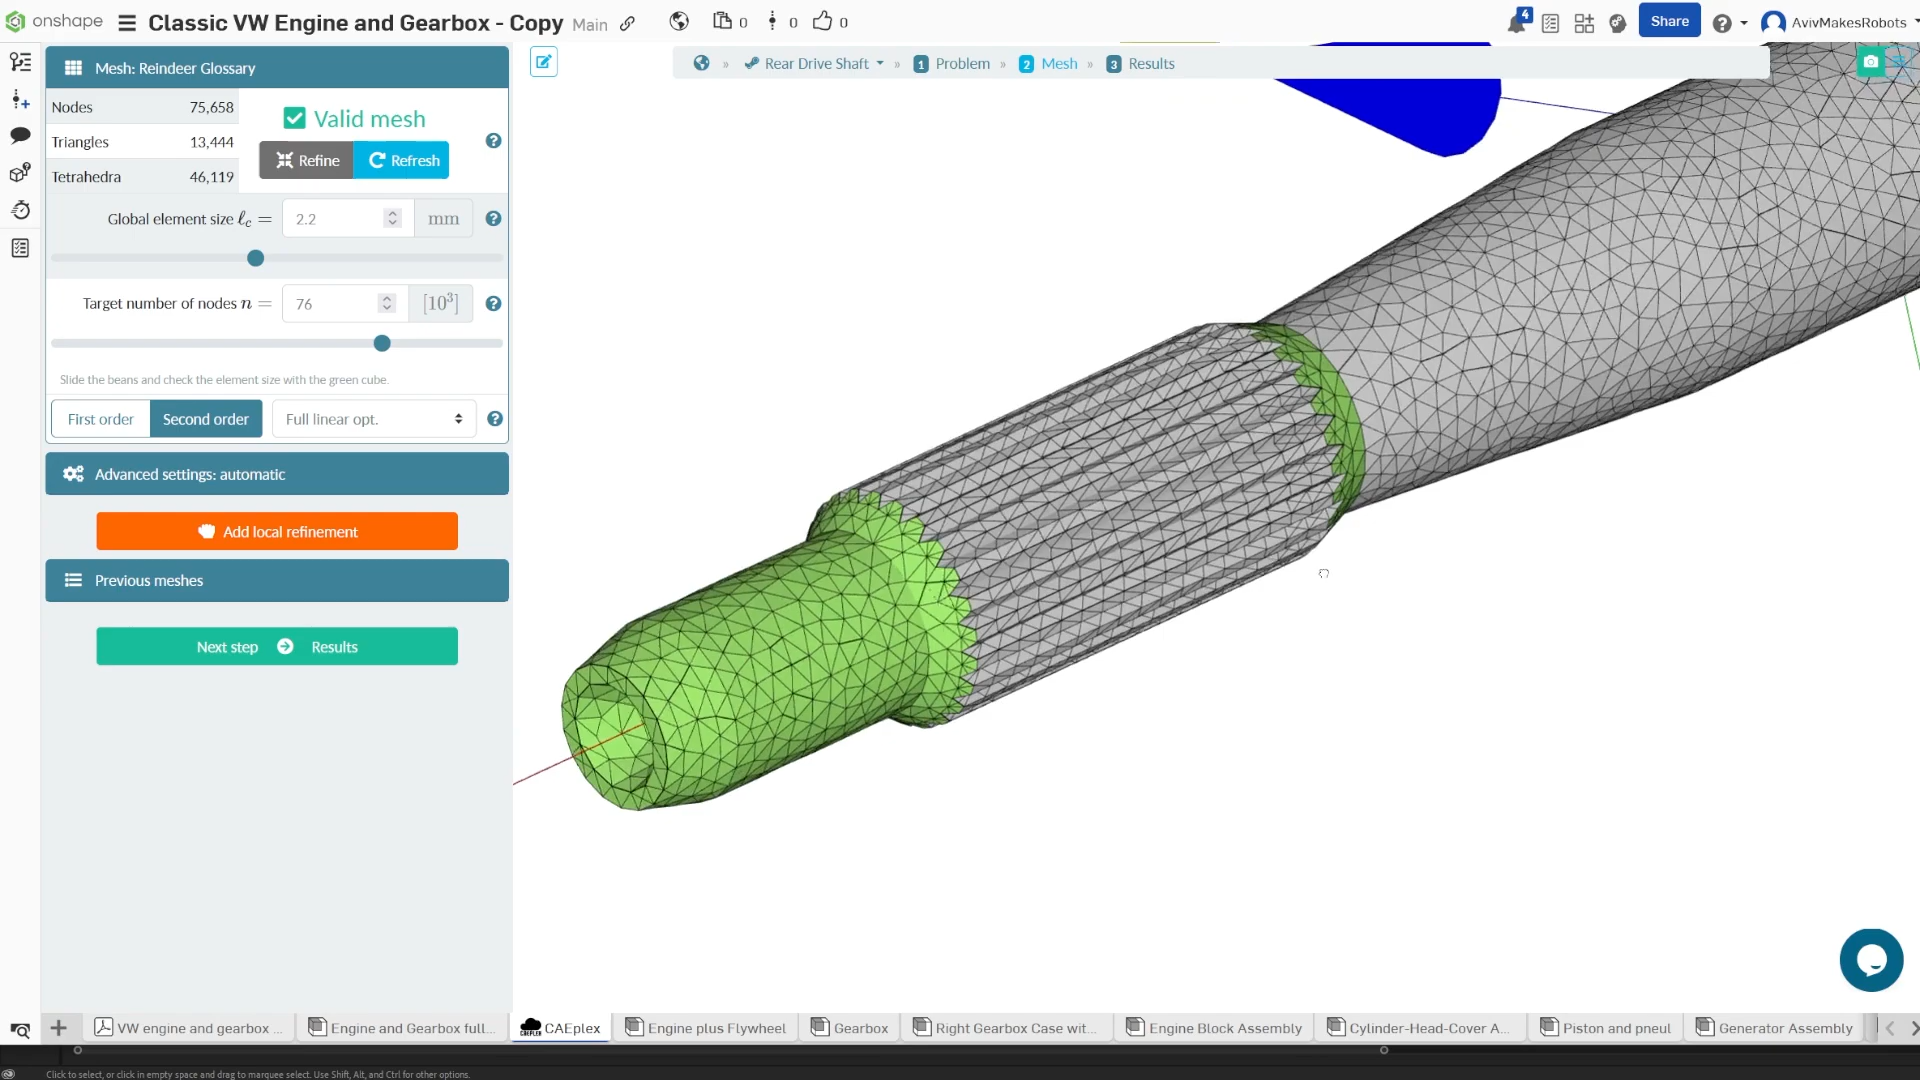 onshape
Classic VW Engine and Gearbox - Copy
Main
0
0
0
4
Share
AvivMakesRobots
Mesh: Reindeer Glossary
» Rear Drive Shaft » 1 Problem » 2 Mesh » 3 Results
Nodes 75,658
Triangles 13,444
Tetrahedra 46,119
Valid mesh
Refine
Refresh
Global element size ℓc = 2.2 mm
Target number of nodes n = 76 [10³]
Slide the beans and check the element size with the green cube.
First order
Second order
Full linear opt.
Advanced settings: automatic
Add local refinement
Previous meshes
Next step Results
VW engine and gearbox ...
Engine and Gearbox full...
CAEplex
CAEplex
Engine plus Flywheel
Gearbox
Right Gearbox Case wit...
Engine Block Assembly
Cylinder-Head-Cover A...
Piston and pneul
Generator Assembly
Click to select, or click in empty space and drag to marquee select. Use Shift, Alt, and Ctrl for other options.